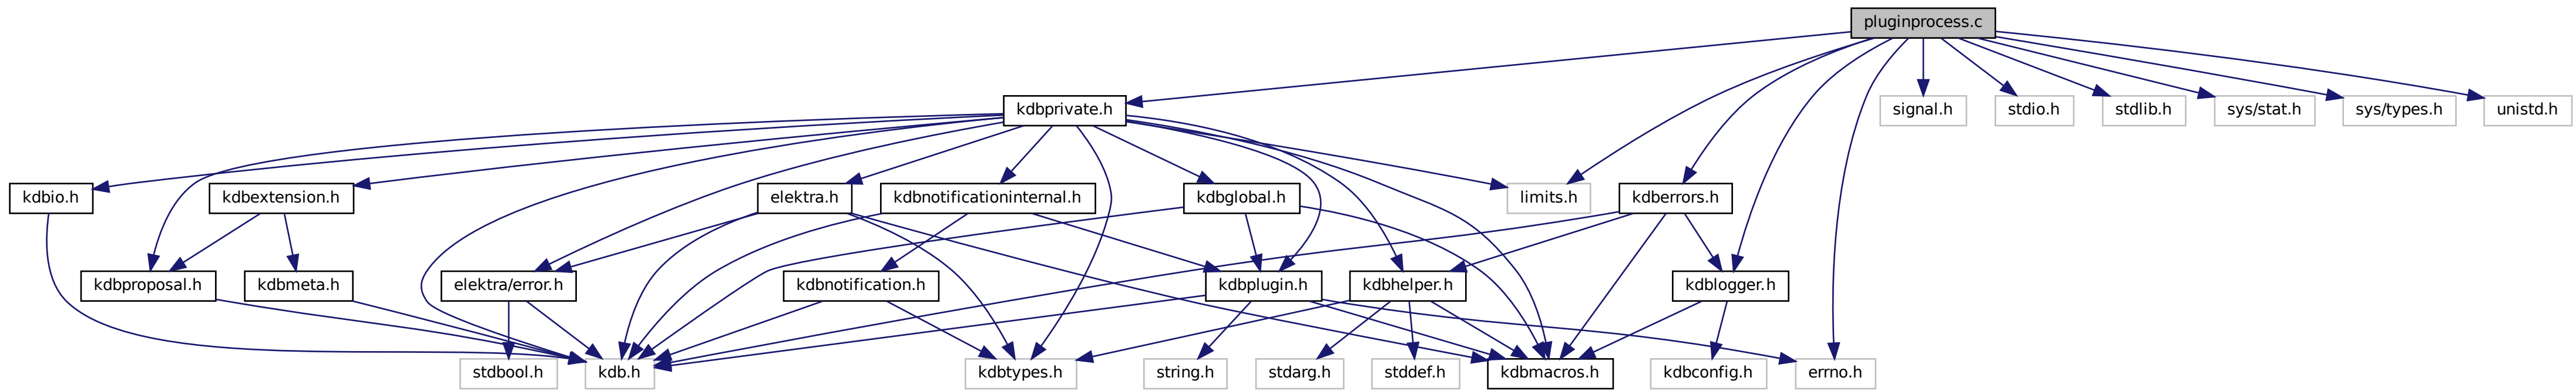 pluginprocess.c
kdbprivate.h
signal.h
stdio.h
stdlib.h
sys/stat.h
sys/types.h
unistd.h
kdbio.h
kdbextension.h
elektra.h
kdbnotificationinternal.h
kdbglobal.h
limits.h
kdberrors.h
kdbproposal.h
kdbmeta.h
elektra/error.h
kdbnotification.h
kdbplugin.h
kdbhelper.h
kdblogger.h
stdbool.h
kdb.h
kdbtypes.h
string.h
stdarg.h
stddef.h
kdbmacros.h
kdbconfig.h
errno.h